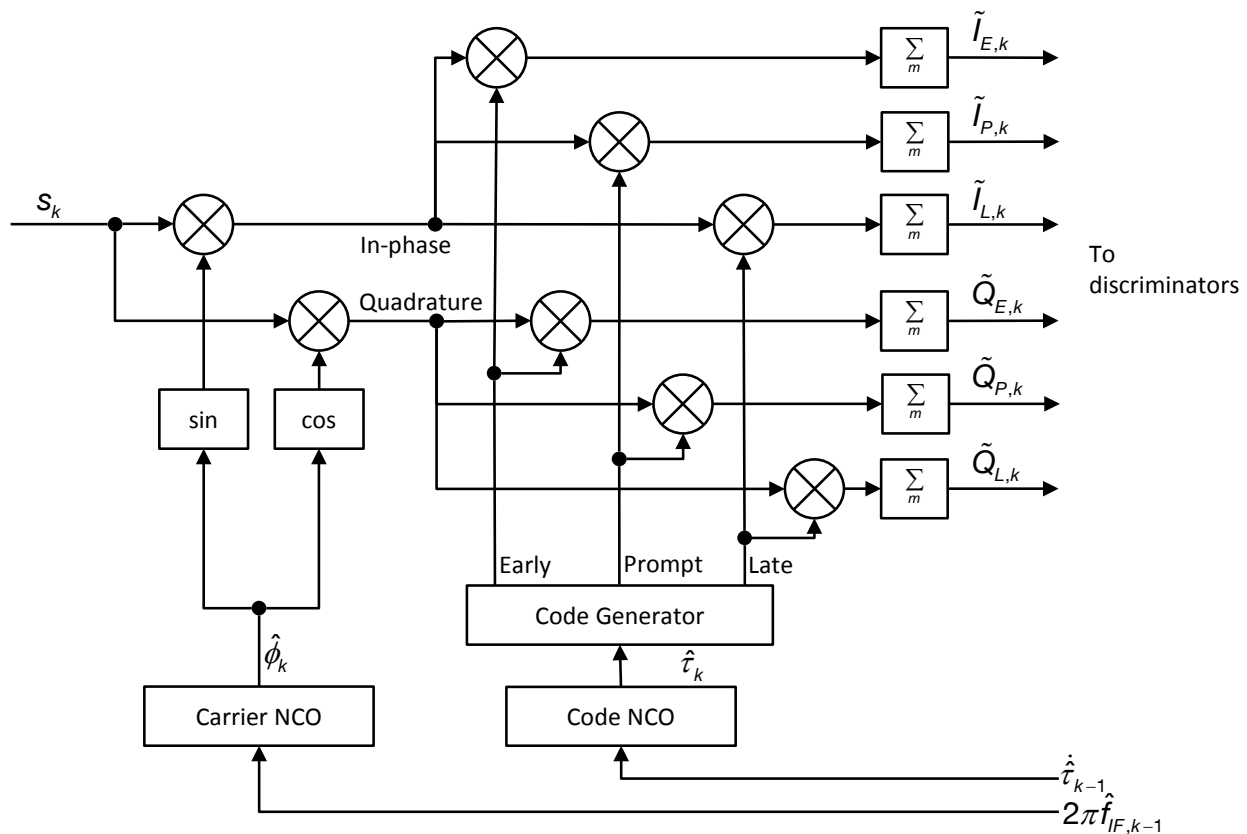 Ĩ_{E,k}
∑
m
Ĩ_{P,k}
∑
m
s_k
Ĩ_{L,k}
∑
m
In-phase
To
discriminators
Quadrature
Q̃_{E,k}
∑
m
sin
cos
Q̃_{P,k}
∑
m
Q̃_{L,k}
∑
m
Early
Prompt
Late
Code Generator
ϕ̂_k
τ̂_k
Carrier NCO
Code NCO
τ̂̇_{k−1}
2πf̂_{IF,k−1}